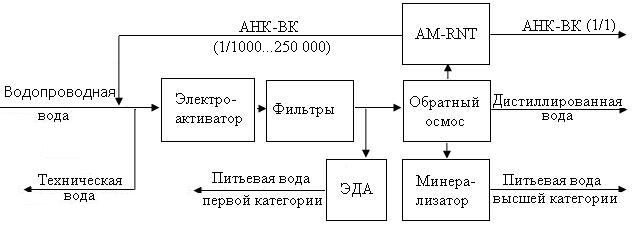 АНК-ВК
(1/1000...250 000)
AM-RNT
АНК-ВК (1/1)
Водопроводная
вода
Электро-
активатор
Фильтры
Обратный
осмос
Дистиллированная
вода
Техническая
вода
Питьевая вода
первой категории
ЭДА
Минера-
лизатор
Питьевая вода
высшей категории